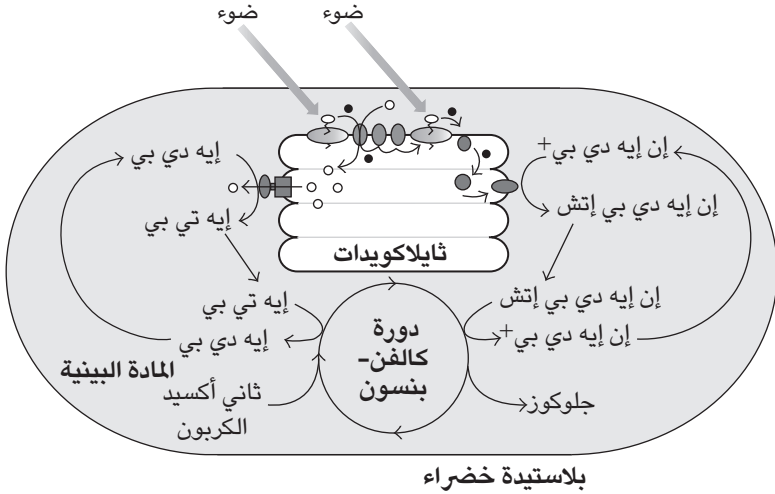 ضوء
ضوء
إن إيه دي بي+
إن إيه دي بي إتش
إيه دي بي
إيه تي بي
ثايلاكويدات
إن إيه دي بي إتش
إن إيه دي بي+
إيه تي بي
إيه دي بي
دورة
كالفن-
بنسون
المادة البينية
ثاني أكسيد
الكربون
جلوكوز
بلاستيدة خضراء